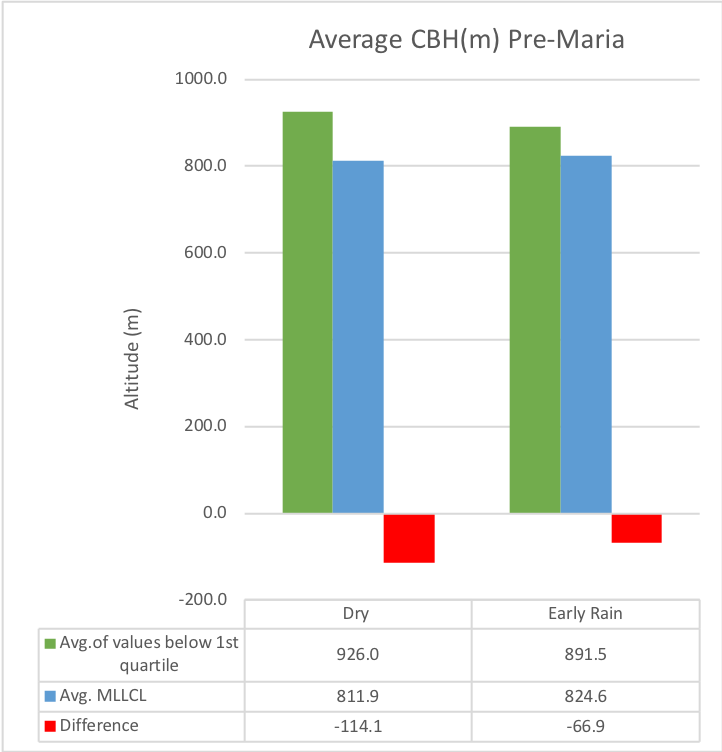 Average CBH(m) Pre-Maria
1000.0
800.0
600.0
400.0
200.0
0.0
-200.0
Altitude (m)
Dry Early Rain
Avg.of values below 1st
quartile 926.0 891.5
Avg. MLLCL 811.9 824.6
Difference -114.1 -66.9